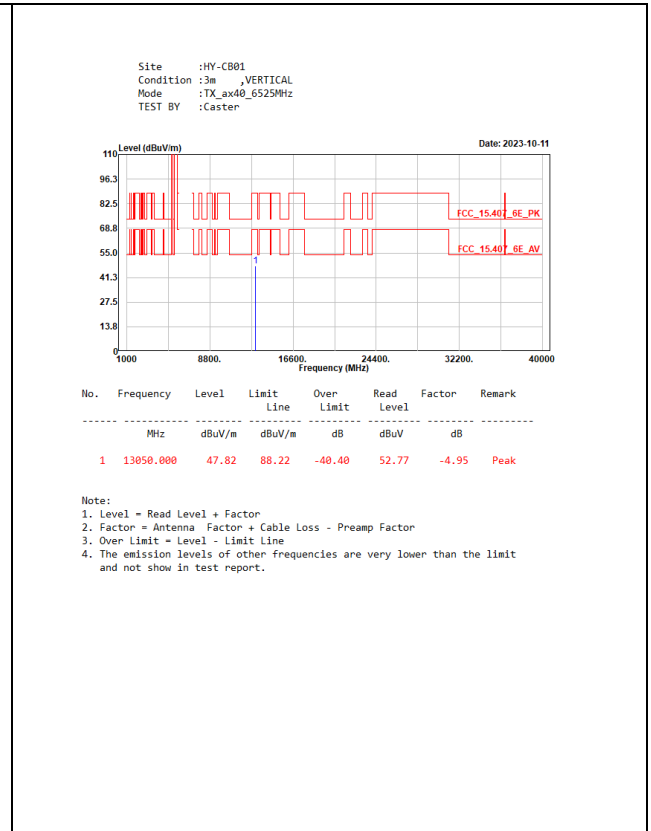 Site :HY-CB01
Condition :3m ,VERTICAL
Mode :TX_ax40_6525MHz
TEST BY :Caster
Level (dBuV/m) Date: 2023-10-11
110
96.3
82.5
FCC_15.407_6E_PK
68.8
55.0 FCC_15.407_6E_AV
1
41.3
27.5
13.8
0
1000 8800. 16600. 24400. 32200. 40000
Frequency (MHz)
No. Frequency Level Limit Over Read Factor Remark
Line Limit Level
------ ----------- -------- -------- --------- --------- -------- ---------
MHz dBuV/m dBuV/m dB dBuV dB
1 13050.000 47.82 88.22 -40.40 52.77 -4.95 Peak
Note:
1. Level = Read Level + Factor
2. Factor = Antenna Factor + Cable Loss - Preamp Factor
3. Over Limit = Level - Limit Line
4. The emission levels of other frequencies are very lower than the limit
and not show in test report.